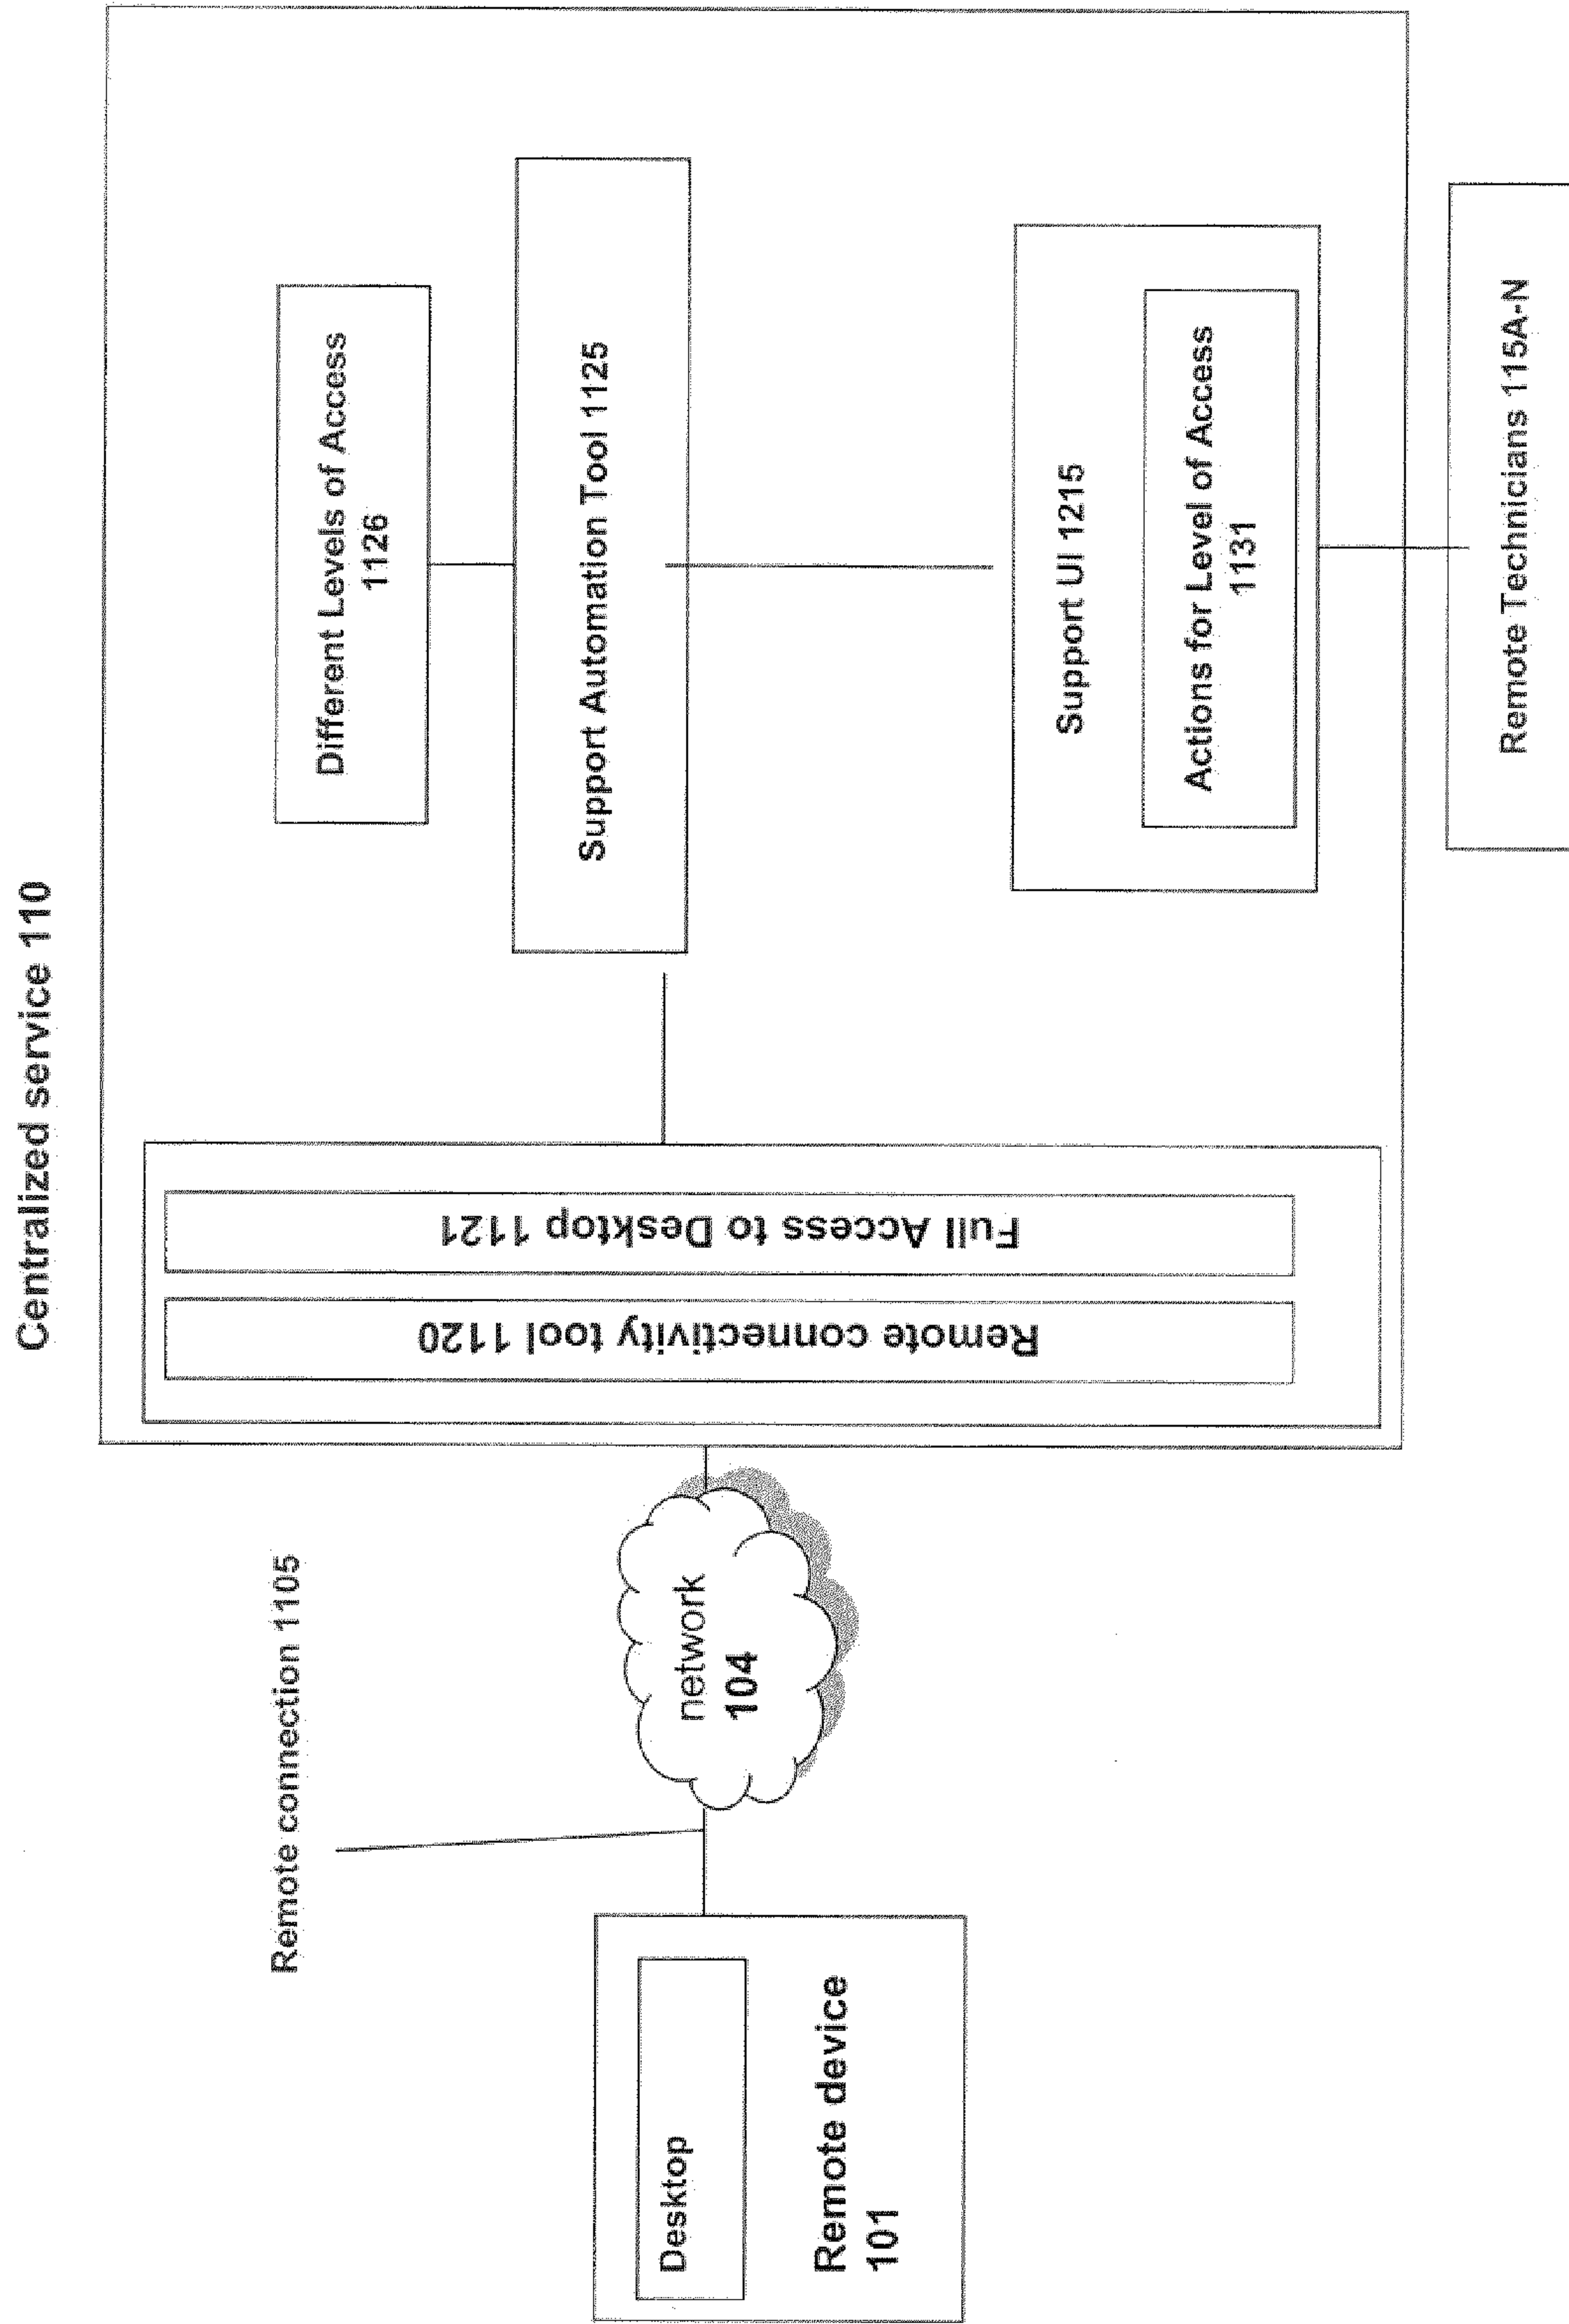 Centralized service 110
Remote connection 1105
Desktop
Remote device
101
network
104
Remote connectivity tool 1120
Full Access to Desktop 1121
Different Levels of Access
1126
Support Automation Tool 1125
Support UI 1215
Actions for Level of Access
1131
Remote Technicians 115A-N